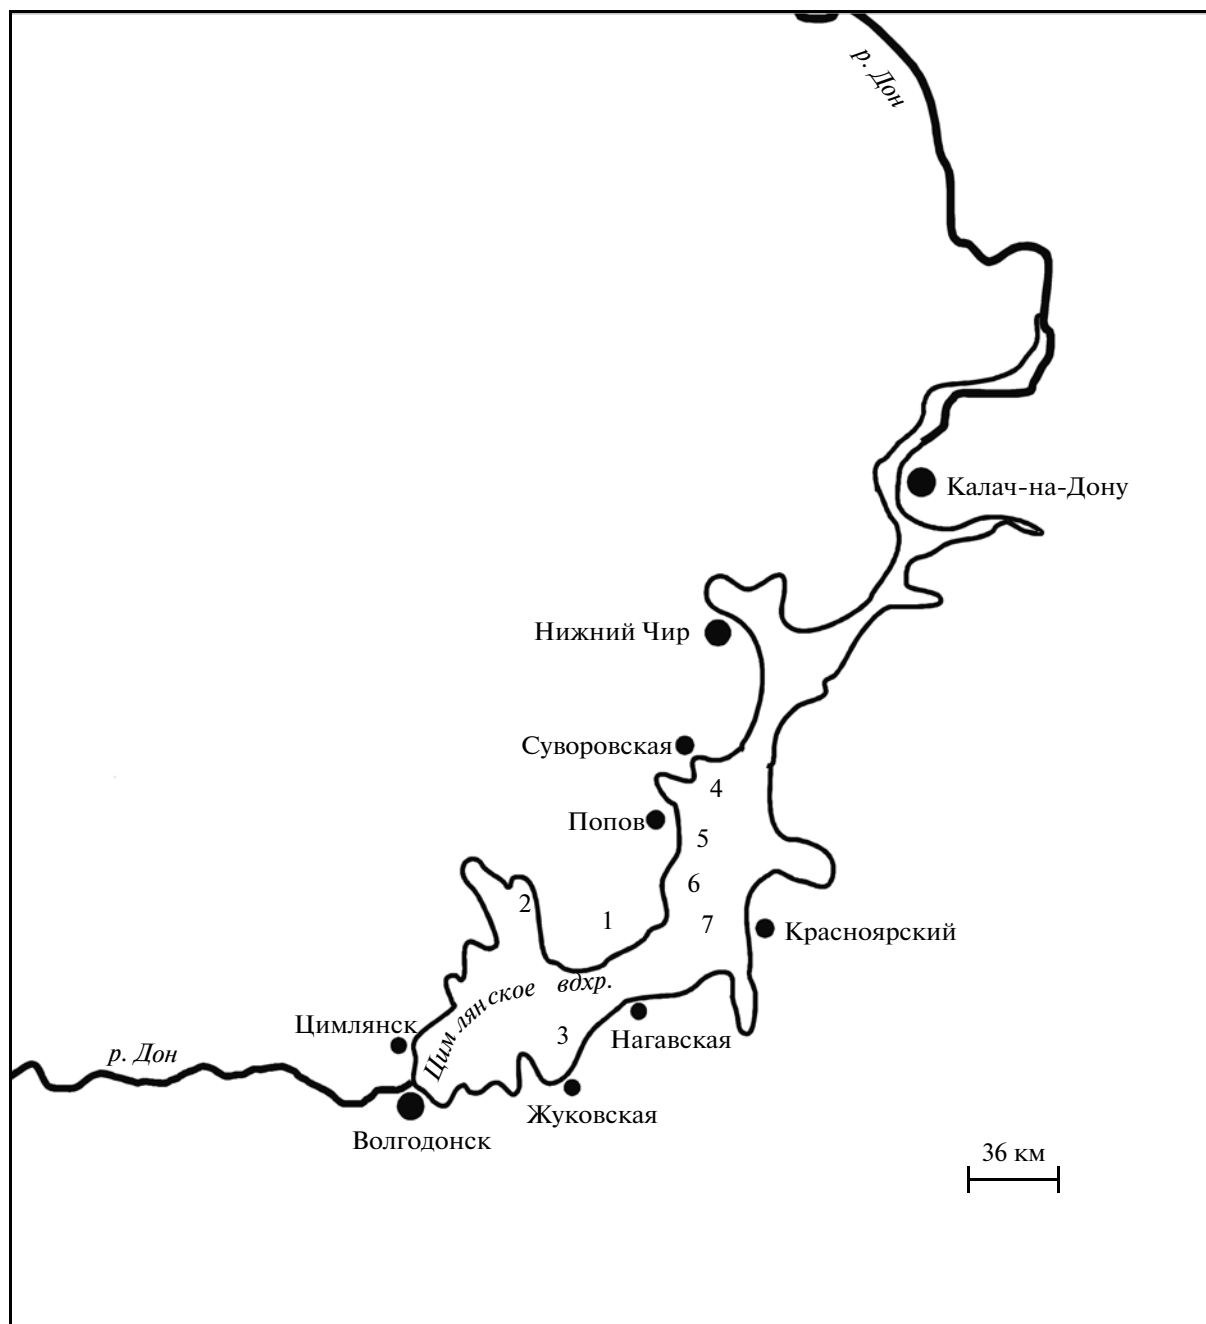 р. Дон
Калач-на-Дону
Нижний Чир
Суворовская
4
Попов
5
6
2
1
7
Красноярский
Цимлянское вдхр.
Цимлянск
3
Нагавская
р. Дон
Жуковская
Волгодонск
36 км